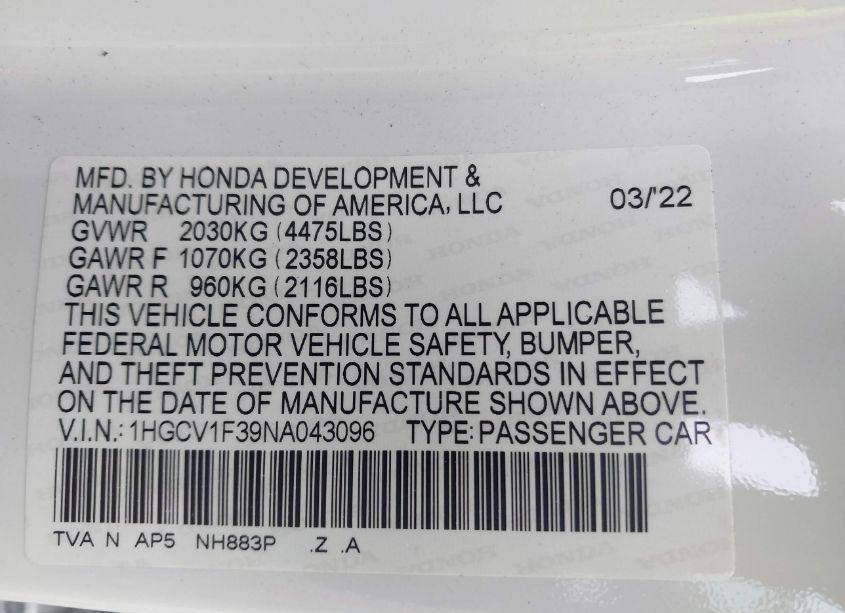 MFD. BY HONDA DEVELOPMENT &
MANUFACTURING OF AMERICA, LLC 03/'22
GVWR 2030KG (4475LBS)
GAWR F 1070KG (2358LBS)
GAWR R 960KG (2116LBS)
THIS VEHICLE CONFORMS TO ALL APPLICABLE
FEDERAL MOTOR VEHICLE SAFETY, BUMPER,
AND THEFT PREVENTION STANDARDS IN EFFECT
ON THE DATE OF MANUFACTURE SHOWN ABOVE.
V.I.N.: 1HGCV1F39NA043096 TYPE: PASSENGER CAR
TVA N AP5 NH883P .Z .A